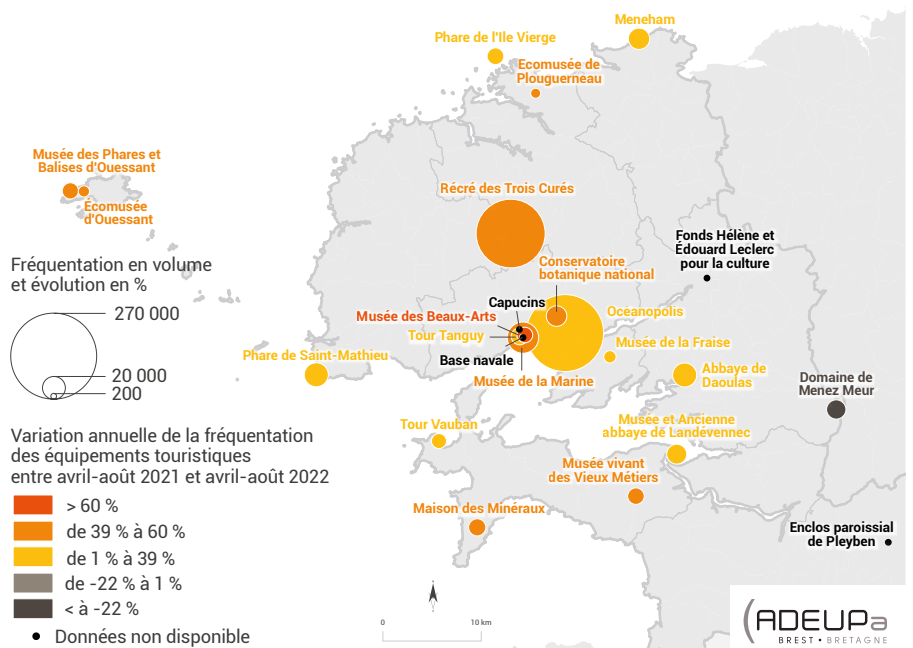 Meneham
Phare de l'Ile Vierge
Ecomusée de
Plouguerneau
Musée des Phares et
Balises d'Ouessant
Écomusée
d'Ouessant
Récré des Trois Curés
Fonds Hélène et
Édouard Leclerc
pour la culture
Conservatoire
botanique national
Fréquentation en volume
et évolution en %
270 000
20 000
200
Capucins
Musée des Beaux-Arts
Océanopolis
Tour Tanguy
Musée de la Fraise
Base navale
Phare de Saint-Mathieu
Musée de la Marine
Abbaye de
Daoulas
Domaine de
Menez Meur
Tour Vauban
Musée et Ancienne
abbaye de Landévennec
Variation annuelle de la fréquentation
des équipements touristiques
entre avril-août 2021 et avril-août 2022
> 60 %
de 39 % à 60 %
de 1 % à 39 %
de -22 % à 1 %
< à -22 %
Données non disponible
Musée vivant
des Vieux Métiers
Maison des Minéraux
Enclos paroissial
de Pleyben
0 10 km
ADEUPa
BREST • BRETAGNE